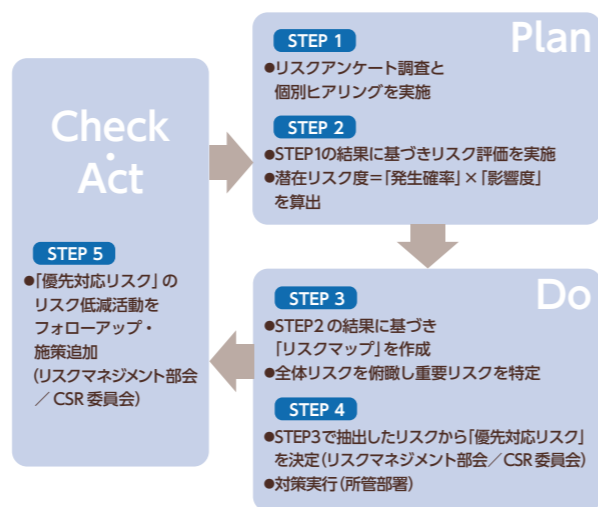 Plan
STEP 1
●リスクアンケート調査と
個別ヒアリングを実施
STEP 2
●STEP1の結果に基づきリスク評価を実施
●潜在リスク度＝「発生確率」×「影響度」
を算出
Do
STEP 3
●STEP2の結果に基づき
「リスクマップ」を作成
●全体リスクを俯瞰し重要リスクを特定
STEP 4
●STEP3で抽出したリスクから「優先対応リスク」
を決定(リスクマネジメント部会／CSR委員会)
●対策実行(所管部署)
Check
・
Act
STEP 5
●「優先対応リスク」の
リスク低減活動を
フォローアップ・
施策追加
(リスクマネジメント部会
／CSR委員会)